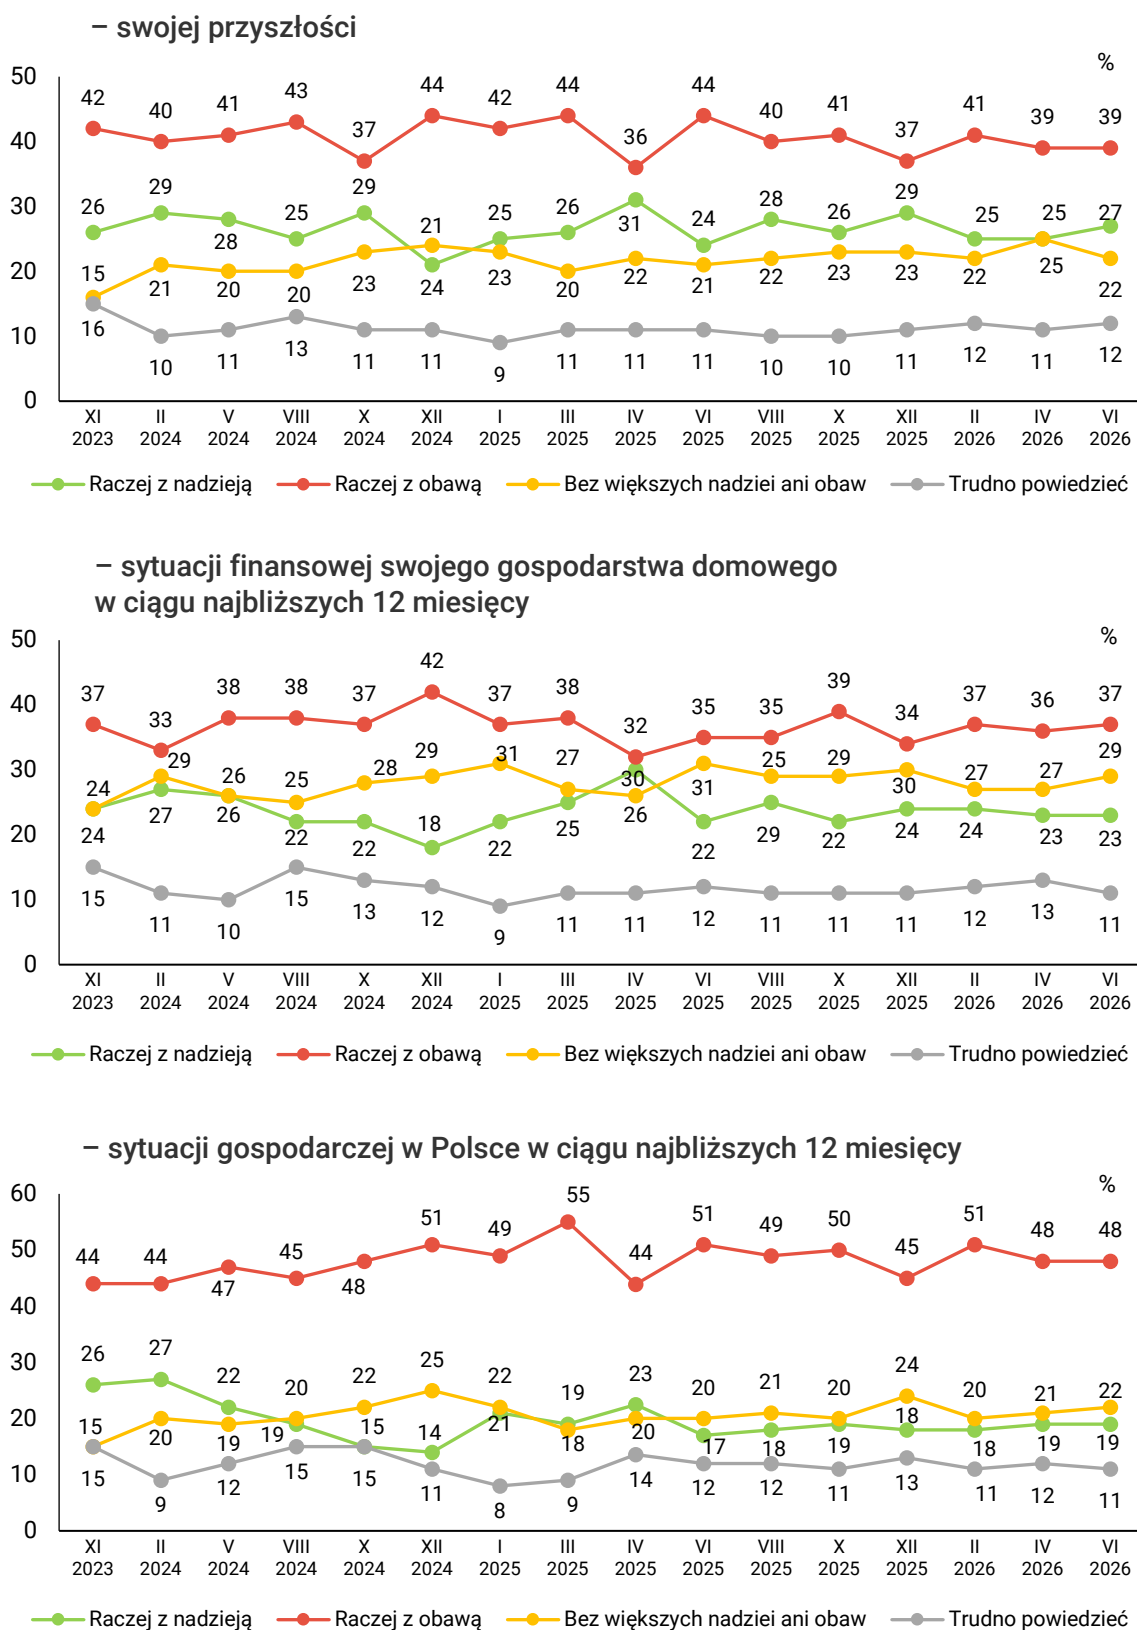 – swojej przyszłości
%
50
42 40 41 43 37 44 42 44 36 44 40 41 37 41 39 39
40
30
26 29 28 25 29 21 25 26 31 24 28 26 29 25 25 27
20
15 21 20 20 23 24 23 20 22 21 22 23 23 22 25 22
10
16 10 11 13 11 11 9 11 11 11 10 10 11 12 11 12
0
XI II V VIII X XII I III IV VI VIII X XII II IV VI
2023 2024 2024 2024 2024 2024 2025 2025 2025 2025 2025 2025 2025 2026 2026 2026
Raczej z nadzieją Raczej z obawą Bez większych nadziei ani obaw Trudno powiedzieć
– sytuacji finansowej swojego gospodarstwa domowego
w ciągu najbliższych 12 miesięcy
%
50
37 33 38 38 37 42 37 38 32 35 35 39 34 37 36 37
40
30
24 29 26 25 28 29 31 27 30 31 25 29 30 27 27 29
20
24 27 26 22 22 18 22 25 26 22 29 22 24 24 23 23
10
15 11 10 15 13 12 9 11 11 12 11 11 11 12 13 11
0
XI II V VIII X XII I III IV VI VIII X XII II IV VI
2023 2024 2024 2024 2024 2024 2025 2025 2025 2025 2025 2025 2025 2026 2026 2026
Raczej z nadzieją Raczej z obawą Bez większych nadziei ani obaw Trudno powiedzieć
– sytuacji gospodarczej w Polsce w ciągu najbliższych 12 miesięcy
%
60
44 44 47 45 48 51 49 55 44 51 49 50 45 51 48 48
50
40
30
26 27 22 20 22 25 22 19 23 20 21 20 24 20 21 22
20
15 20 19 19 15 14 21 18 20 17 18 19 18 18 19 19
10
15 9 12 15 15 11 8 9 14 12 12 11 13 11 12 11
0
XI II V VIII X XII I III IV VI VIII X XII II IV VI
2023 2024 2024 2024 2024 2024 2025 2025 2025 2025 2025 2025 2025 2026 2026 2026
Raczej z nadzieją Raczej z obawą Bez większych nadziei ani obaw Trudno powiedzieć